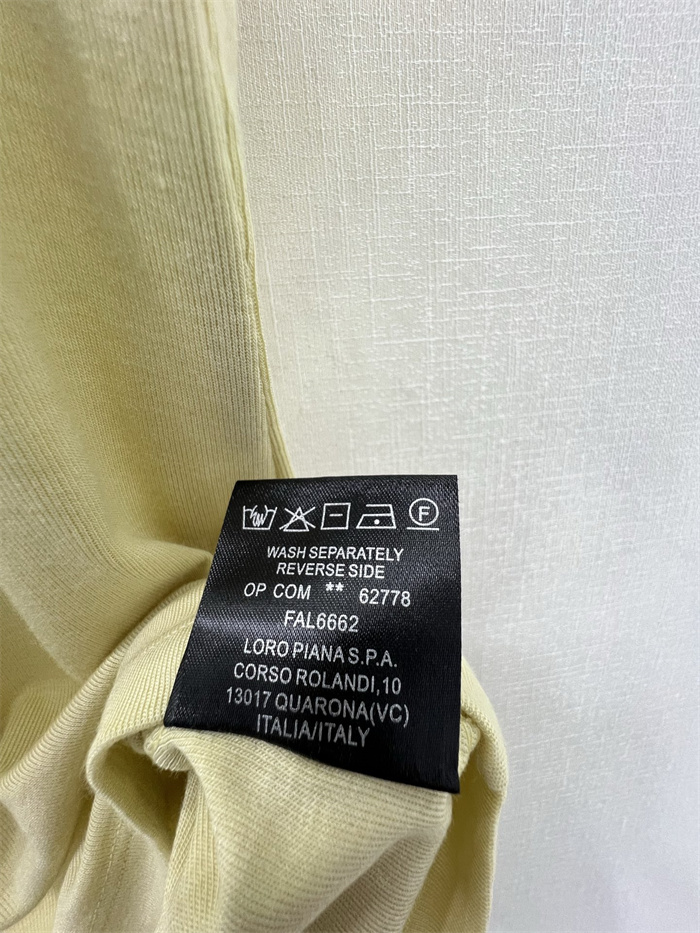 F
WASH SEPARATELY
REVERSE SIDE
OP COM ** 62778
FAL6662
LORO PIANA S.P.A.
CORSO ROLANDI,10
13017 QUARONA(VC)
ITALIA/ITALY